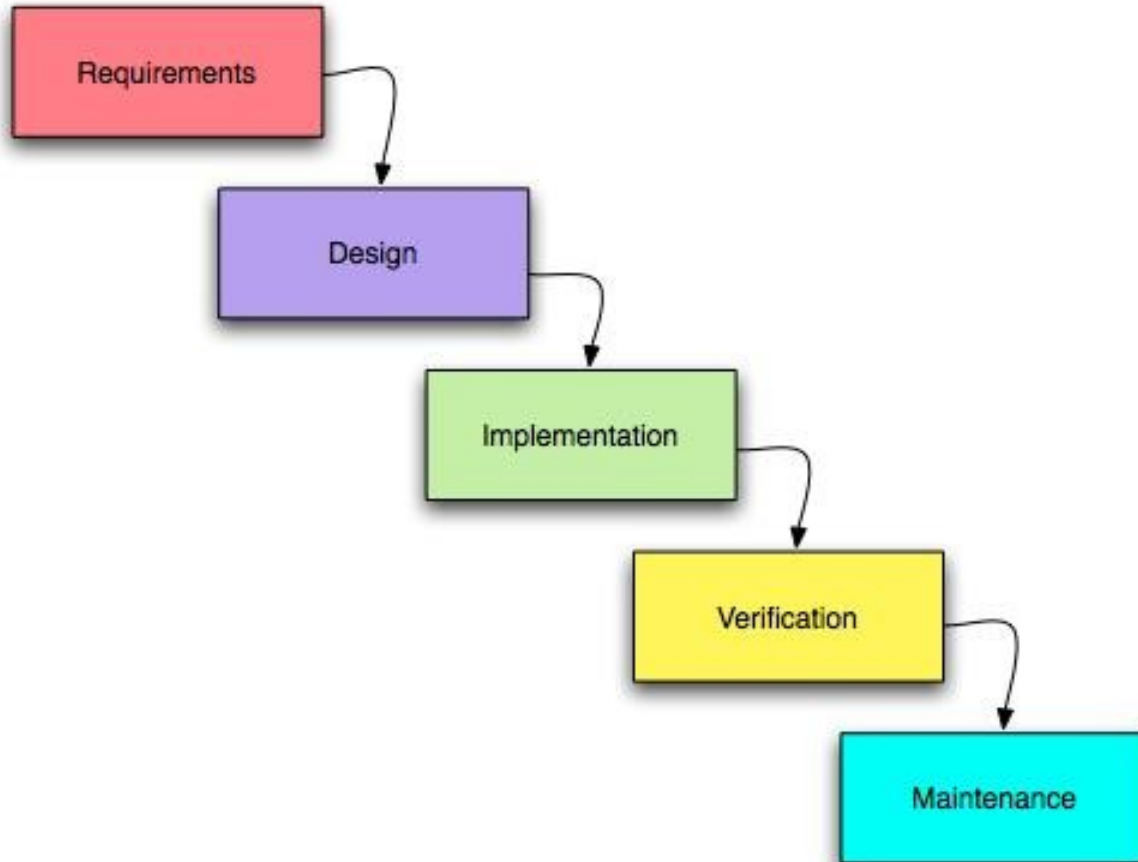 Requirements
Design
Implementation
Verification
Maintenance